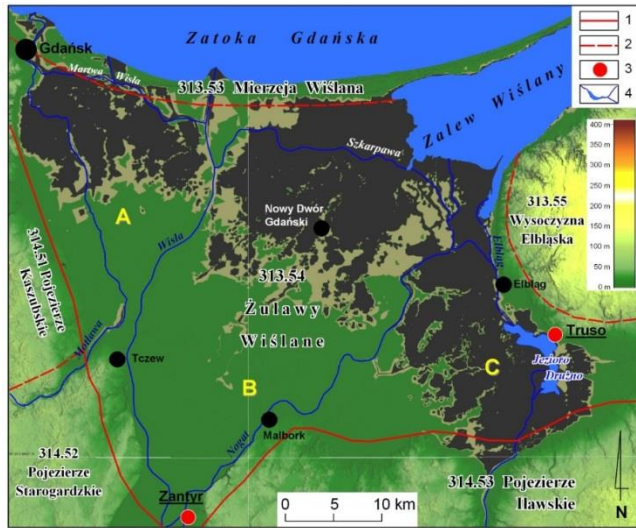 Zatoka Gdańska
Gdańsk
Martwa Wisła
313.53 Mierzeja Wiślana
Zalew Wiślany
1
2
3
4
400 m
350 m
300 m
250 m
200 m
150 m
100 m
50 m
0 m
Szkarpawa
A
Wisła
Nowy Dwór
Gdański
313.55
Wysoczyzna
Elbląska
Elbląg
Elbląg
314.51 Pojezierze
Kaszubskie
313.54
Żuławy
Wiślane
Truso
Jezioro
Drużno
Motława
Tczew
B
C
Malbork
Nogat
314.52
Pojezierze
Starogardzkie
Zantyr
314.53 Pojezierze
Iławskie
0 5 10 km
N